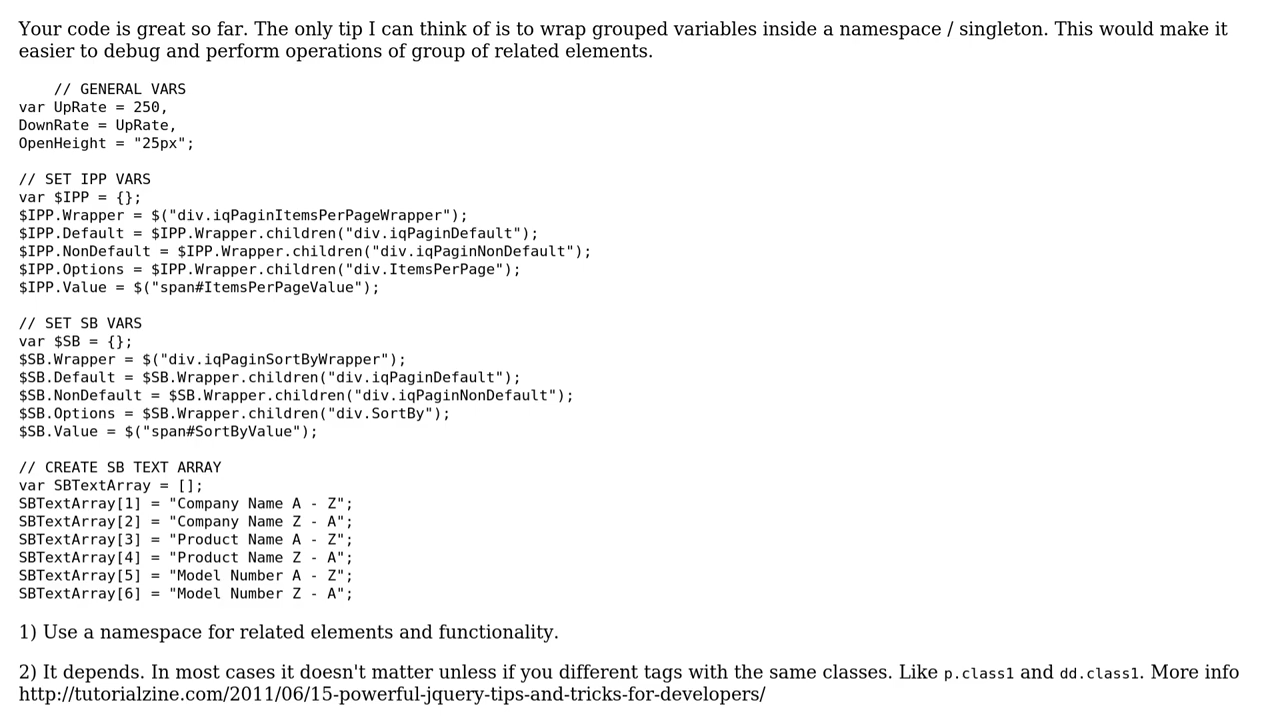 Your code is great so far. The only tip I can think of is to wrap grouped variables inside a namespace / singleton. This would make it
easier to debug and perform operations of group of related elements.
// GENERAL VARS
var UpRate = 250,
DownRate = UpRate,
OpenHeight = "25px";
// SET IPP VARS
var $IPP = {};
$IPP.Wrapper = $("div.iqPaginItemsPerPageWrapper");
$IPP.Default = $IPP.Wrapper.children("div.iqPaginDefault");
$IPP.NonDefault = $IPP.Wrapper.children("div.iqPaginNonDefault");
$IPP.Options = $IPP.Wrapper.children("div.ItemsPerPage");
$IPP.Value = $("span#ItemsPerPageValue");
// SET SB VARS
var $SB = {};
$SB.Wrapper = $("div.iqPaginSortByWrapper");
$SB.Default = $SB.Wrapper.children("div.iqPaginDefault");
$SB.NonDefault = $SB.Wrapper.children("div.iqPaginNonDefault");
$SB.Options = $SB.Wrapper.children("div.SortBy");
$SB.Value = $("span#SortByValue");
// CREATE SB TEXT ARRAY
var SBTextArray = [];
SBTextArray[1] = "Company Name A - Z";
SBTextArray[2] = "Company Name Z - A";
SBTextArray[3] = "Product Name A - Z";
SBTextArray[4] = "Product Name Z - A";
SBTextArray[5] = "Model Number A - Z";
SBTextArray[6] = "Model Number Z - A";
1) Use a namespace for related elements and functionality.
2) It depends. In most cases it doesn't matter unless if you different tags with the same classes. Like p.class1 and dd.class1. More info
http://tutorialzine.com/2011/06/15-powerful-jquery-tips-and-tricks-for-developers/